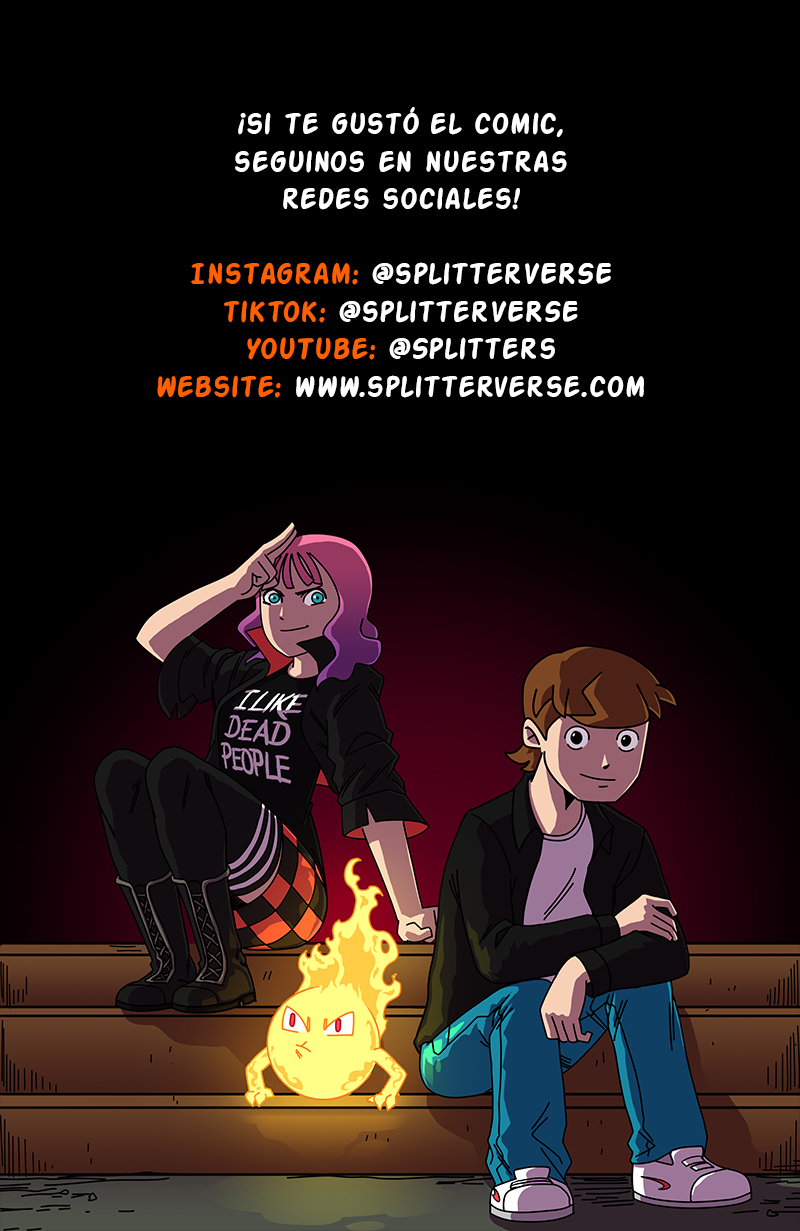 ¡SI TE GUSTÓ EL COMIC,
SEGUINOS EN NUESTRAS
REDES SOCIALES!
INSTAGRAM: @SPLITTERVERSE
TIKTOK: @SPLITTERVERSE
YOUTUBE: @SPLITTERS
WEBSITE: WWW.SPLITTERVERSE.COM
I LIKE
DEAD
PEOPLE